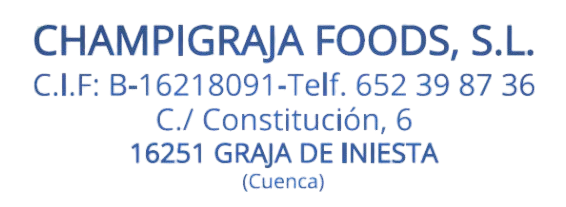 CHAMPIGRAJA FOODS, S.L.
C.I.F: B-16218091-Telf. 652 39 87 36
C./ Constitución, 6
16251 GRAJA DE INIESTA
(Cuenca)